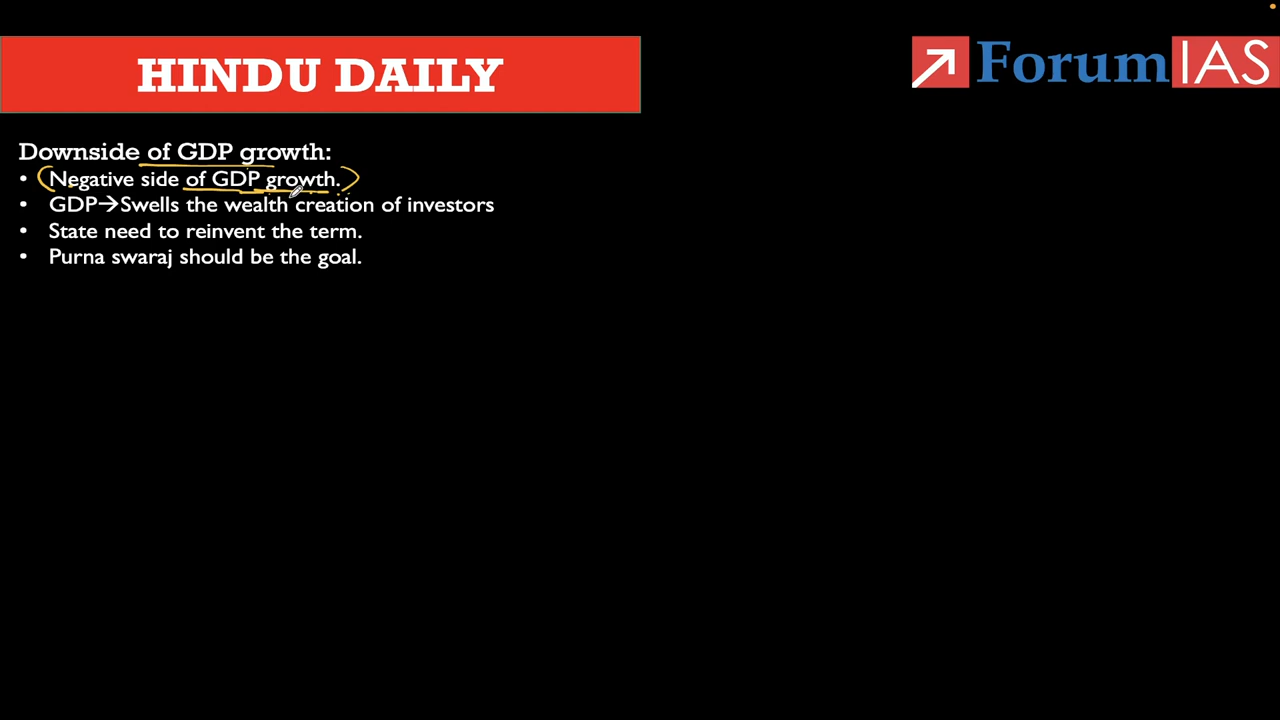 HINDU DAILY
ForumIAS
Downside of GDP growth:
• Negative side of GDP growth.
• GDP→Swells the wealth creation of investors
• State need to reinvent the term.
• Purna swaraj should be the goal.